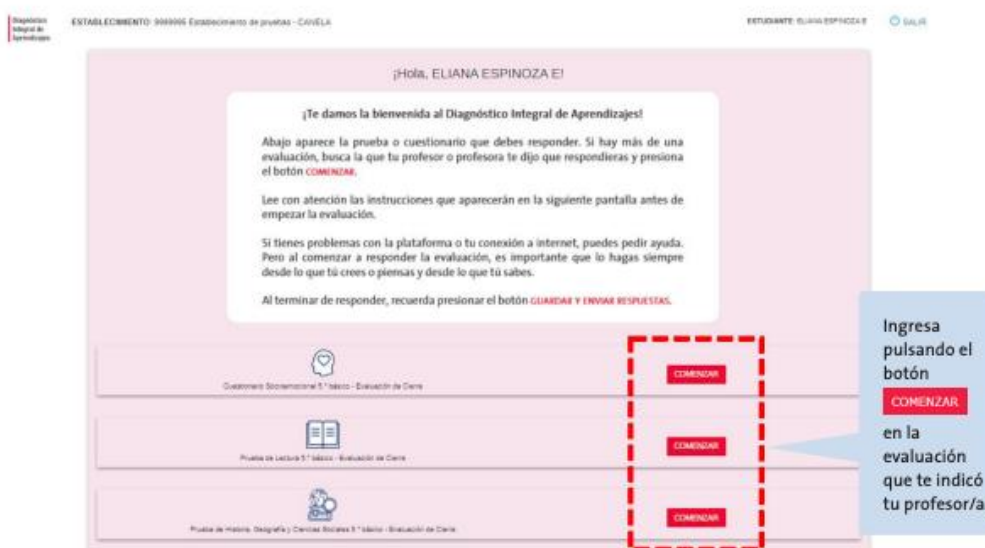 Diagnóstico
Integral de
Aprendizajes
ESTABLECIMIENTO: 9999995 Establecimiento de pruebas - CANELA
ESTUDIANTE: ELIANA ESPINOZA E
SALIR
¡Hola, ELIANA ESPINOZA E!
¡Te damos la bienvenida al Diagnóstico Integral de Aprendizajes!
Abajo aparece la prueba o cuestionario que debes responder. Si hay más de una
evaluación, busca la que tu profesor o profesora te dijo que respondieras y presiona
el botón COMENZAR.
Lee con atención las instrucciones que aparecerán en la siguiente pantalla antes de
empezar la evaluación.
Si tienes problemas con la plataforma o tu conexión a internet, puedes pedir ayuda.
Pero al comenzar a responder la evaluación, es importante que lo hagas siempre
desde lo que tú crees o piensas y desde lo que tú sabes.
Al terminar de responder, recuerda presionar el botón GUARDAR Y ENVIAR RESPUESTAS.
Cuestionario Socioemocional 5.° básico - Evaluación de Cierre
COMENZAR
Prueba de Lectura 5.° básico - Evaluación de Cierre
COMENZAR
Prueba de Historia, Geografía y Ciencias Sociales 5.° básico - Evaluación de Cierre
COMENZAR
Ingresa
pulsando el
botón
COMENZAR
en la
evaluación
que te indicó
tu profesor/a